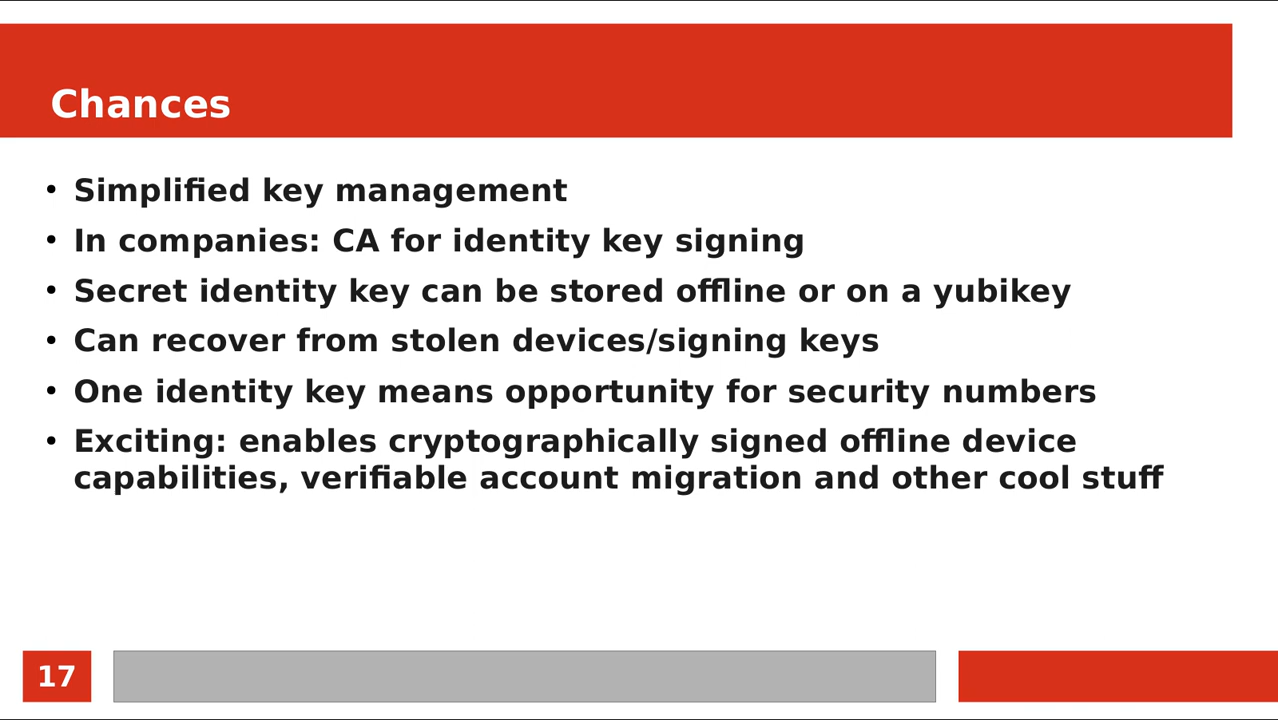 Chances
• Simplified key management
• In companies: CA for identity key signing
• Secret identity key can be stored offline or on a yubikey
• Can recover from stolen devices/signing keys
• One identity key means opportunity for security numbers
• Exciting: enables cryptographically signed offline device
capabilities, verifiable account migration and other cool stuff
17